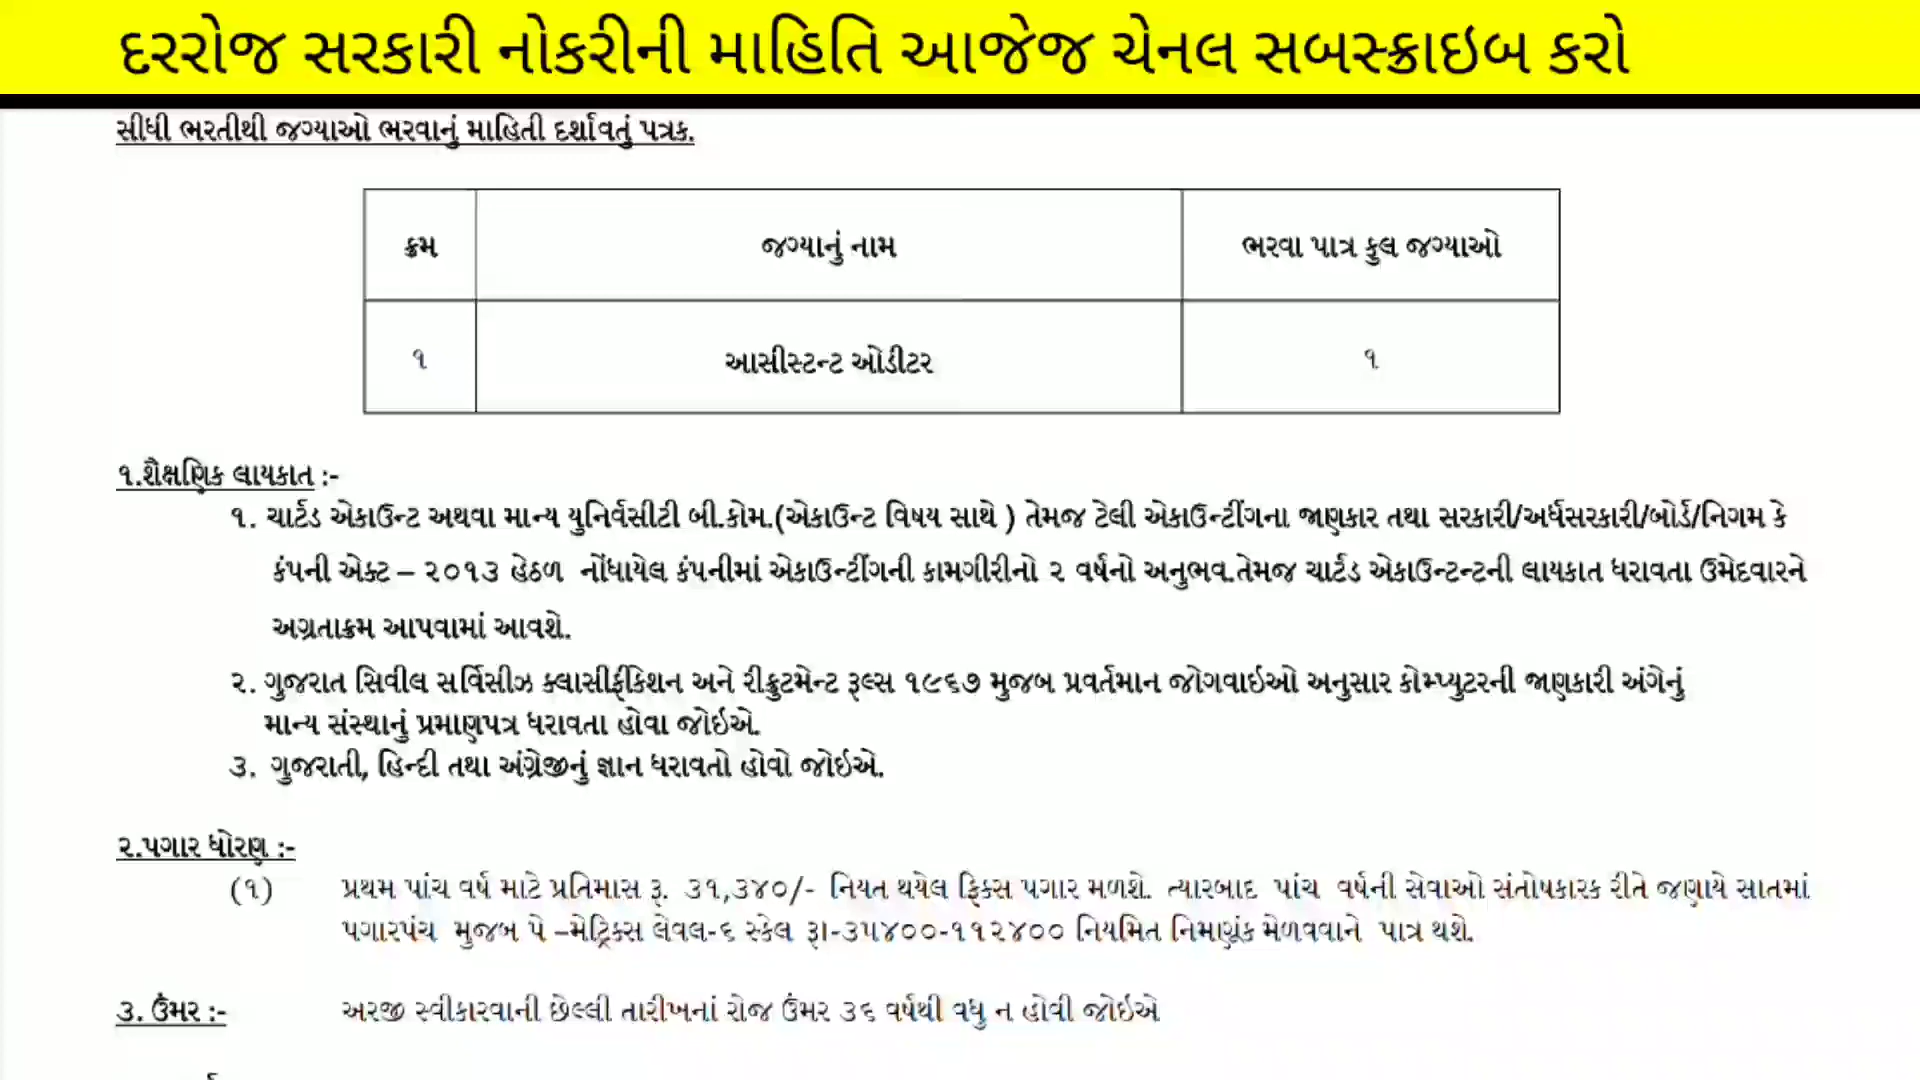 દરરોજ સરકારી નોકરીની માહિતિ આજેજ ચેનલ સબસ્ક્રાઇબ કરો
સીધી ભરતીથી જગ્યાઓ ભરવાનું માહિતી દર્શાવતું પત્રક.
ક્રમ જગ્યાનું નામ ભરવા પાત્ર કુલ જગ્યાઓ
૧ આસીસ્ટન્ટ ઓડીટર ૧
૧.શૈક્ષણિક લાયકાત :-
૧. ચાર્ટડ એકાઉન્ટ અથવા માન્ય યુનિર્વસીટી બી.કોમ.(એકાઉન્ટ વિષય સાથે ) તેમજ ટેલી એકાઉન્ટીંગના જાણકાર તથા સરકારી/અર્ધસરકારી/બોર્ડ/નિગમ કે
કંપની એક્ટ – ૨૦૧૩ હેઠળ નોંધાયેલ કંપનીમાં એકાઉન્ટીંગની કામગીરીનો ૨ વર્ષનો અનુભવ.તેમજ ચાર્ટડ એકાઉન્ટન્ટની લાયકાત ધરાવતા ઉમેદવારને
અગ્રતાક્રમ આપવામાં આવશે.
૨. ગુજરાત સિવીલ સર્વિસીઝ ક્લાસીર્ફીકેશન અને રીક્રુટમેન્ટ રૂલ્સ ૧૯૬૭ મુજબ પ્રવર્તમાન જોગવાઇઓ અનુસાર કોમ્પ્યુટરની જાણકારી અંગેનું
માન્ય સંસ્થાનું પ્રમાણપત્ર ધરાવતા હોવા જોઇએ.
૩. ગુજરાતી, હિન્દી તથા અંગ્રેજીનું જ્ઞાન ધરાવતો હોવો જોઇએ.
૨.પગાર ધોરણ :-
(૧) પ્રથમ પાંચ વર્ષ માટે પ્રતિમાસ રૂ. ૩૧,૩૪૦/- નિયત થયેલ ફિક્સ પગાર મળશે. ત્યારબાદ પાંચ વર્ષની સેવાઓ સંતોષકારક રીતે જણાયે સાતમાં
પગારપંચ મુજબ પે –મેટ્રિક્સ લેવલ-૬ સ્કેલ રૂા-૩૫૪૦૦-૧૧૨૪૦૦ નિયમિત નિમણૂંક મેળવવાને પાત્ર થશે.
૩. ઉંમર :- અરજી સ્વીકારવાની છેલ્લી તારીખનાં રોજ ઉંમર ૩૬ વર્ષથી વધુ ન હોવી જોઇએ